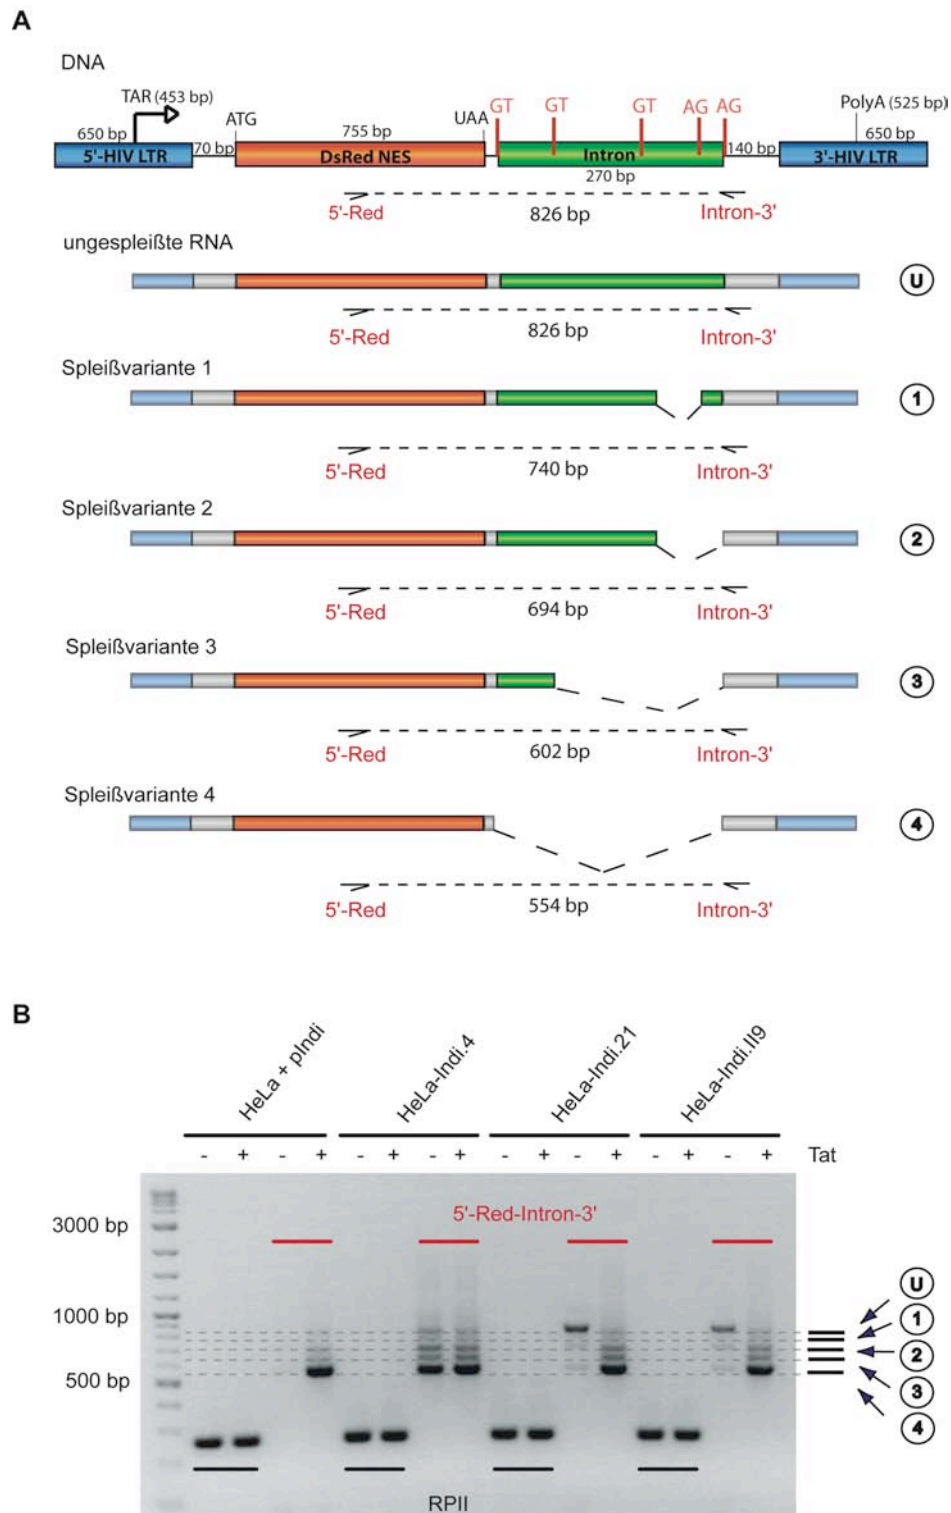 A
DNA
TAR (453 bp)
GT GT GT AG AG
ATG UAA PolyA (525 bp)
650 bp 70 bp 755 bp 140 bp 650 bp
5'-HIV LTR DsRed NES Intron 3'-HIV LTR
270 bp
5'-Red 826 bp Intron-3'
ungespleißte RNA
U
5'-Red 826 bp Intron-3'
Spleißvariante 1
1
5'-Red 740 bp Intron-3'
Spleißvariante 2
2
5'-Red 694 bp Intron-3'
Spleißvariante 3
3
5'-Red 602 bp Intron-3'
Spleißvariante 4
4
5'-Red 554 bp Intron-3'
B
HeLa + pIndi HeLa-Indi.4 HeLa-Indi.21 HeLa-Indi.II9
- + - + - + - + - + - + - + - + Tat
3000 bp 5'-Red-Intron-3'
U
1000 bp 1
2
500 bp 3
4
RPII